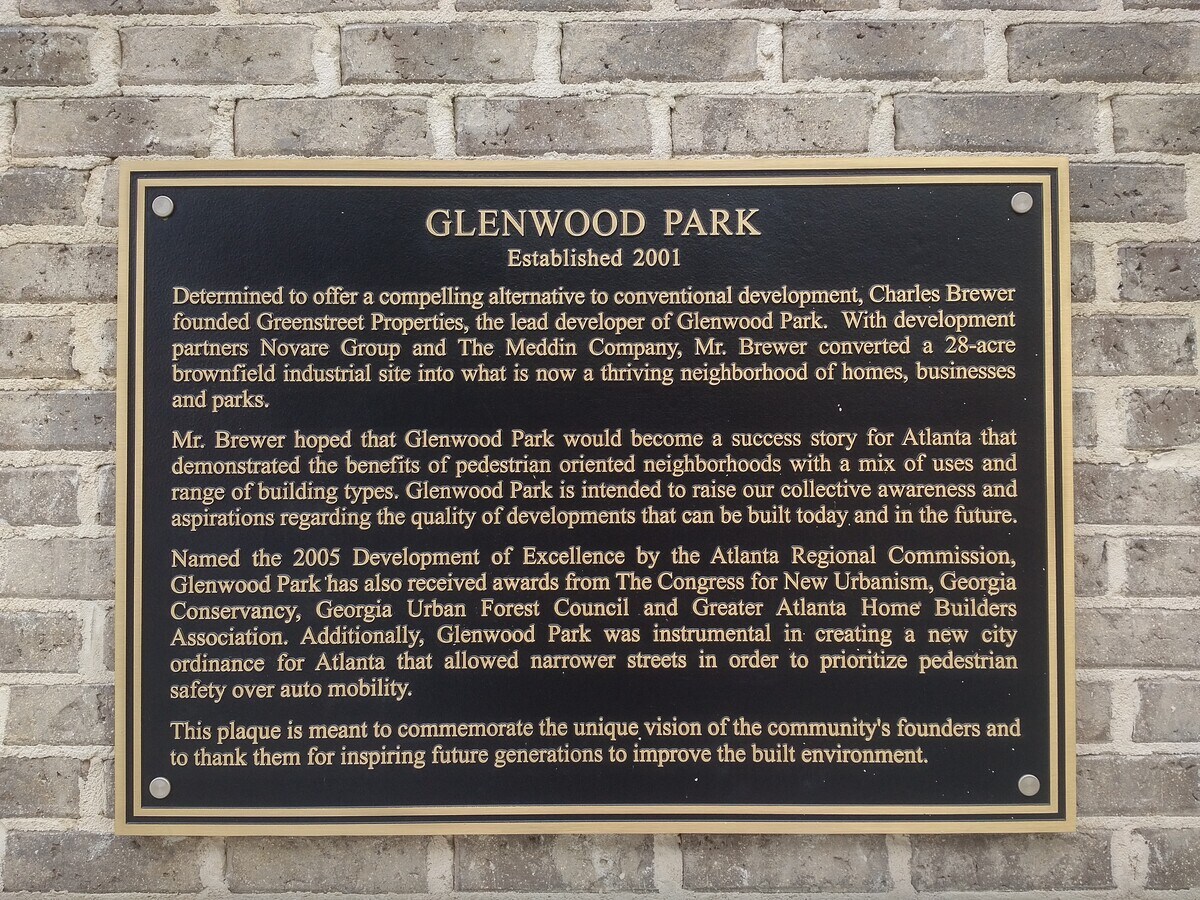 GLENWOOD PARK
Established 2001
Determined to offer a compelling alternative to conventional development, Charles Brewer
founded Greenstreet Properties, the lead developer of Glenwood Park. With development
partners Novare Group and The Meddin Company, Mr. Brewer converted a 28-acre
brownfield industrial site into what is now a thriving neighborhood of homes, businesses
and parks.
Mr. Brewer hoped that Glenwood Park would become a success story for Atlanta that
demonstrated the benefits of pedestrian oriented neighborhoods with a mix of uses and
range of building types. Glenwood Park is intended to raise our collective awareness and
aspirations regarding the quality of developments that can be built today and in the future.
Named the 2005 Development of Excellence by the Atlanta Regional Commission,
Glenwood Park has also received awards from The Congress for New Urbanism, Georgia
Conservancy, Georgia Urban Forest Council and Greater Atlanta Home Builders
Association. Additionally, Glenwood Park was instrumental in creating a new city
ordinance for Atlanta that allowed narrower streets in order to prioritize pedestrian
safety over auto mobility.
This plaque is meant to commemorate the unique vision of the community's founders and
to thank them for inspiring future generations to improve the built environment.